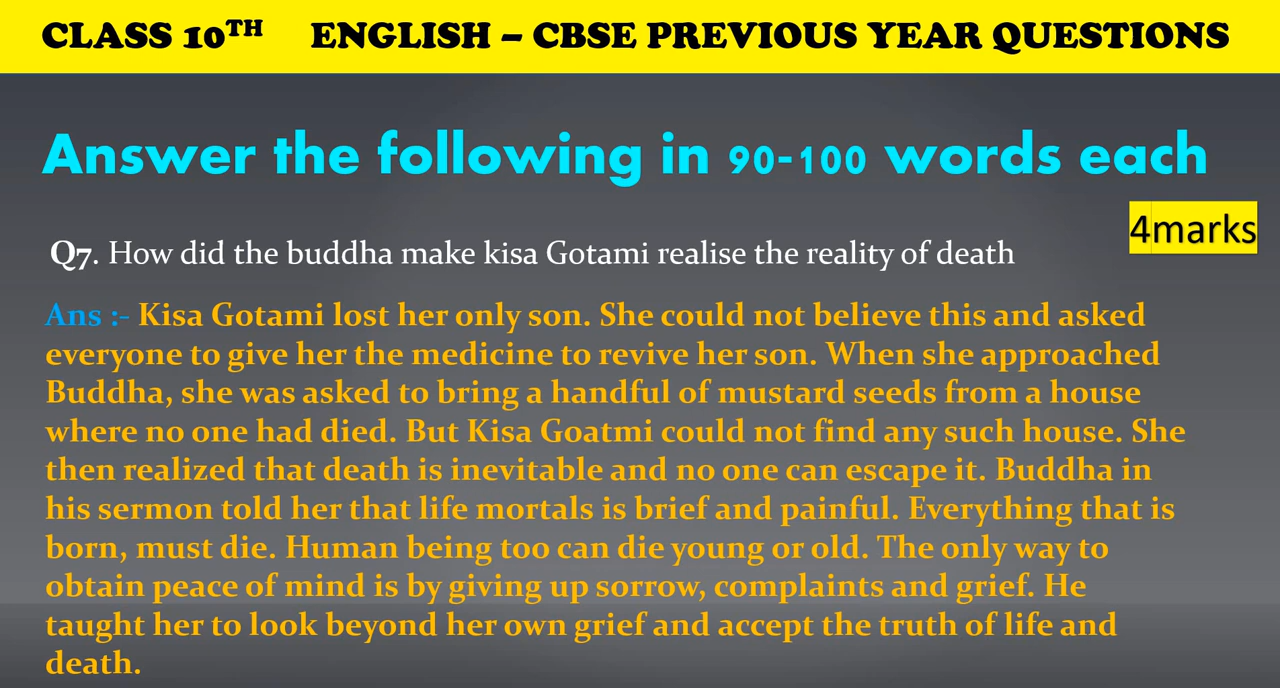 CLASS 10TH ENGLISH – CBSE PREVIOUS YEAR QUESTIONS
Answer the following in 90-100 words each
4marks
Q7. How did the buddha make kisa Gotami realise the reality of death
Ans :- Kisa Gotami lost her only son. She could not believe this and asked
everyone to give her the medicine to revive her son. When she approached
Buddha, she was asked to bring a handful of mustard seeds from a house
where no one had died. But Kisa Goatmi could not find any such house. She
then realized that death is inevitable and no one can escape it. Buddha in
his sermon told her that life mortals is brief and painful. Everything that is
born, must die. Human being too can die young or old. The only way to
obtain peace of mind is by giving up sorrow, complaints and grief. He
taught her to look beyond her own grief and accept the truth of life and
death.